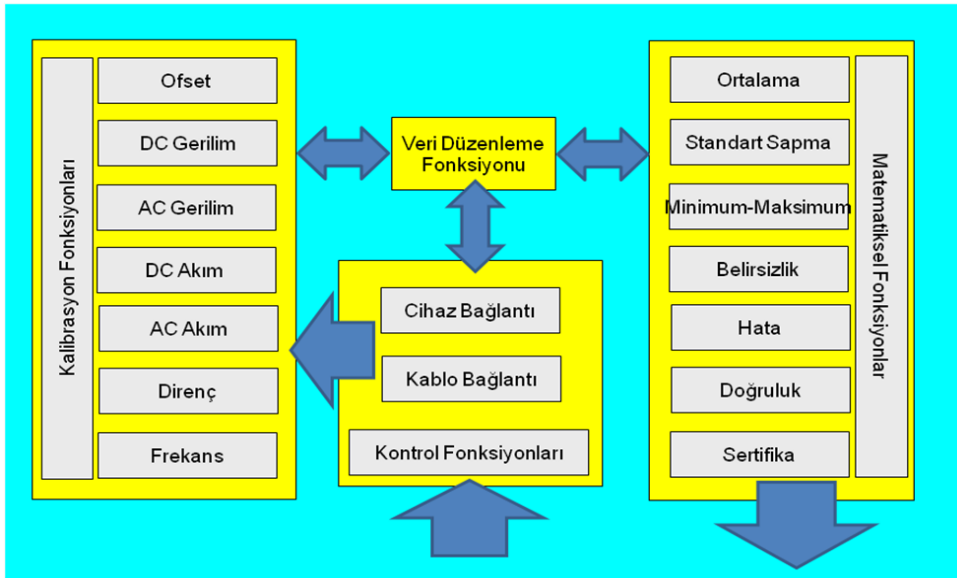 Kalibrasyon Fonksiyonları
Ofset
DC Gerilim
AC Gerilim
DC Akım
AC Akım
Direnç
Frekans
Veri Düzenleme
Fonksiyonu
Cihaz Bağlantı
Kablo Bağlantı
Kontrol Fonksiyonları
Ortalama
Standart Sapma
Minimum-Maksimum
Belirsizlik
Hata
Doğruluk
Sertifika
Matematiksel Fonksiyonlar